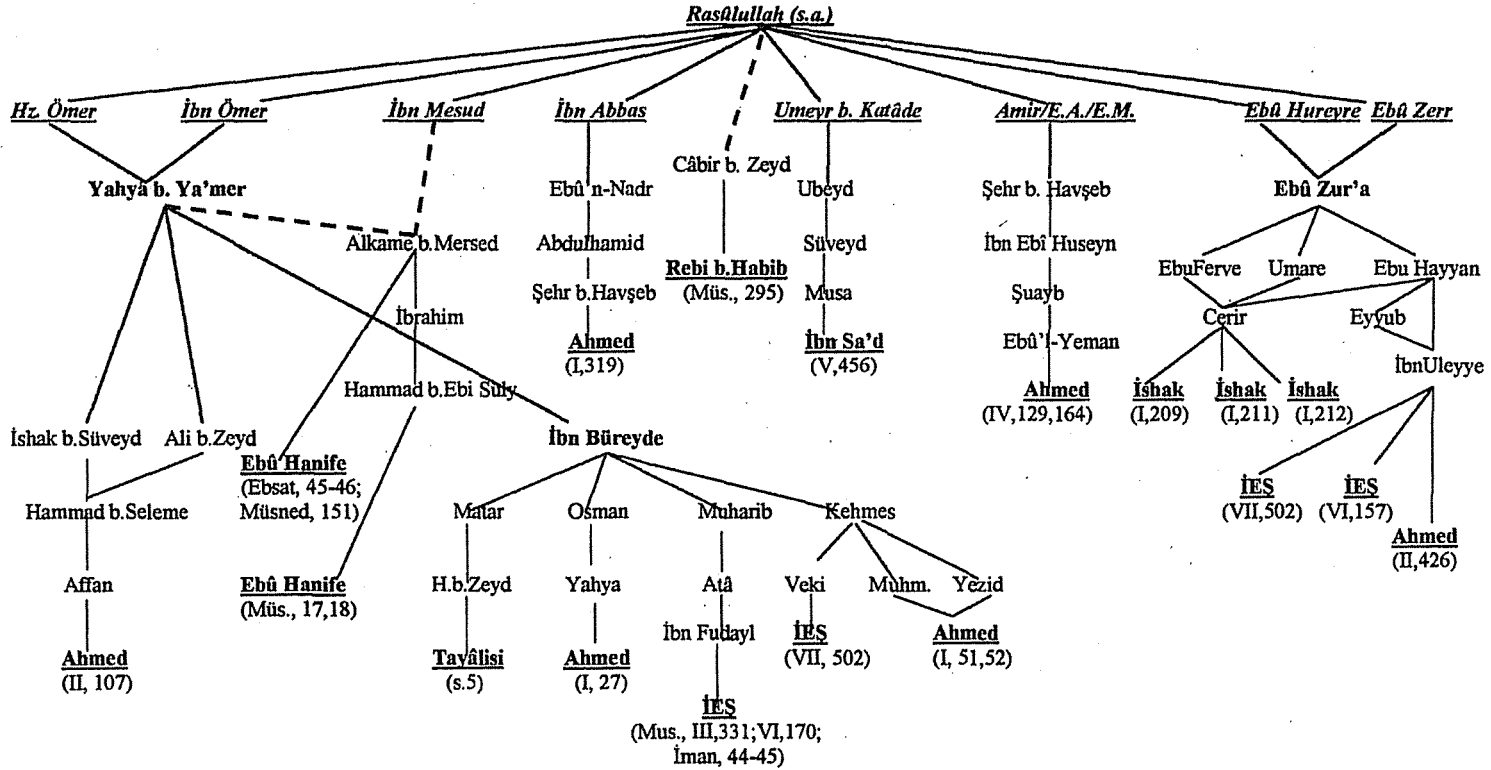 Rasûlullah (s.a.)
Hz. Ömer İbn Ömer İbn Mesud İbn Abbas Umeyr b. Katâde Amir/E.A./E.M. Ebû Hureyre Ebû Zerr
Câbir b. Zeyd
Yahya b. Ya'mer Ebû'n-Nadr Ubeyd Şehr b. Havşeb Ebû Zur'a
Alkame b.Mersed Abdulhamid Süveyd İbn Ebî Huseyn
Rebi b.Habib EbuFerve Umare Ebu Hayyan
(Müs., 295)
Şehr b.Havşeb Musa Şuayb
İbrahim Cerir Eyyub
Ahmed İbn Sa'd Ebû'l-Yeman
(I,319) (V,456) İbnUleyye
Hammad b.Ebi Süly Ahmed İshak İshak İshak
(IV,129,164) (I,209) (I,211) (I,212)
İshak b.Süveyd Ali b.Zeyd İbn Büreyde
Ebû Hanife
(Ebsat, 45-46;
Müsned, 151)
İEŞ İEŞ
(VII,502) (VI,157)
Hammad b.Seleme Matar Osman Muharib Kehmes
Ahmed
(II,426)
Affan Ebû Hanife H.b.Zeyd Yahya Atâ Veki Muhm. Yezid
(Müs., 17,18)
İbn Fudayl İEŞ Ahmed
(VII, 502) (I, 51,52)
Ahmed Tayâlisi Ahmed
(II, 107) (s.5) (I, 27)
İEŞ
(Mus., III,331;VI,170;
İman, 44-45)